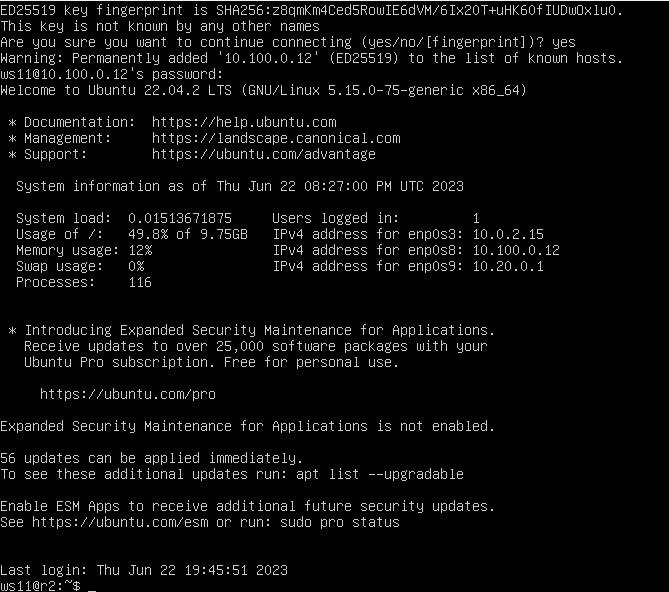 ED25519 key fingerprint is SHA256:z8qmKm4Ced5RowIE6dVM/6Ix20T+uHK60fIUDwOxlu0.
This key is not known by any other names
Are you sure you want to continue connecting (yes/no/[fingerprint])? yes
Warning: Permanently added '10.100.0.12' (ED25519) to the list of known hosts.
ws11@10.100.0.12's password:
Welcome to Ubuntu 22.04.2 LTS (GNU/Linux 5.15.0-75-generic x86_64)
* Documentation:  https://help.ubuntu.com
* Management:     https://landscape.canonical.com
* Support:        https://ubuntu.com/advantage
System information as of Thu Jun 22 08:27:00 PM UTC 2023
System load:  0.01513671875     Users logged in:         1
Usage of /:   49.8% of 9.75GB   IPv4 address for enp0s3: 10.0.2.15
Memory usage: 12%               IPv4 address for enp0s8: 10.100.0.12
Swap usage:   0%                IPv4 address for enp0s9: 10.20.0.1
Processes:    116
* Introducing Expanded Security Maintenance for Applications.
Receive updates to over 25,000 software packages with your
Ubuntu Pro subscription. Free for personal use.
https://ubuntu.com/pro
Expanded Security Maintenance for Applications is not enabled.
56 updates can be applied immediately.
To see these additional updates run: apt list --upgradable
Enable ESM Apps to receive additional future security updates.
See https://ubuntu.com/esm or run: sudo pro status
Last login: Thu Jun 22 19:45:51 2023
ws11@r2:~$ _